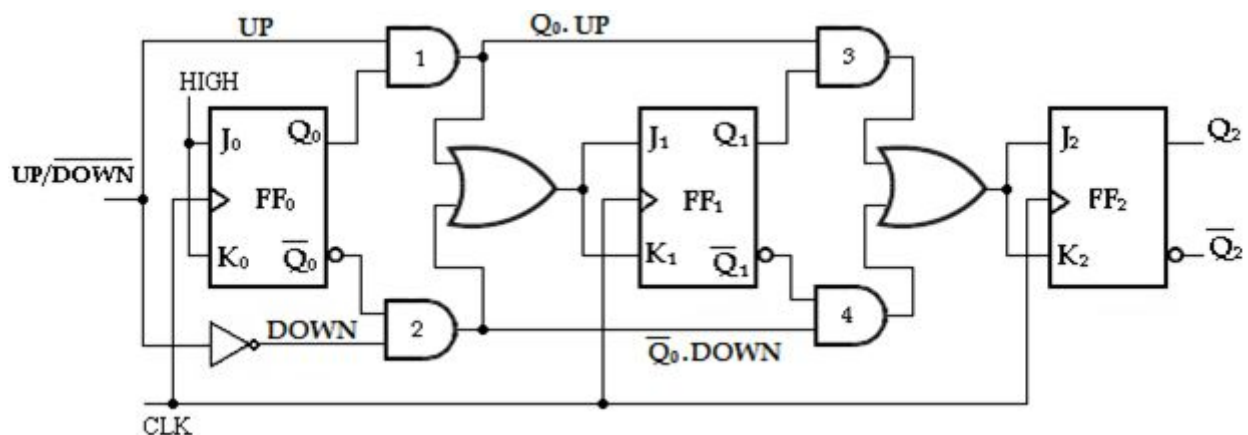 UP
Q₀. UP
1
3
HIGH
J₀
Q₀
J₁
Q₁
J₂
Q₂
UP/D̅O̅W̅N̅
FF₀
FF₁
FF₂
K₀
Q̅₀
K₁
Q̅₁
K₂
Q̅₂
2
DOWN
4
Q̅₀.DOWN
CLK